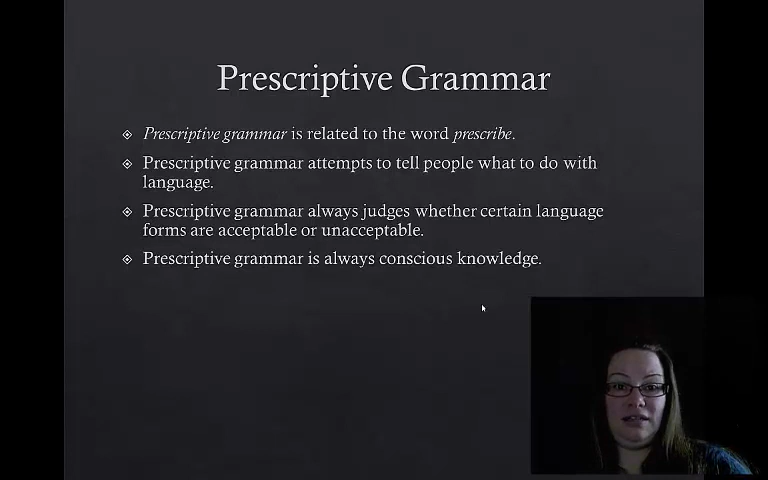 Prescriptive Grammar
Prescriptive grammar is related to the word prescribe.
Prescriptive grammar attempts to tell people what to do with
language.
Prescriptive grammar always judges whether certain language
forms are acceptable or unacceptable.
Prescriptive grammar is always conscious knowledge.